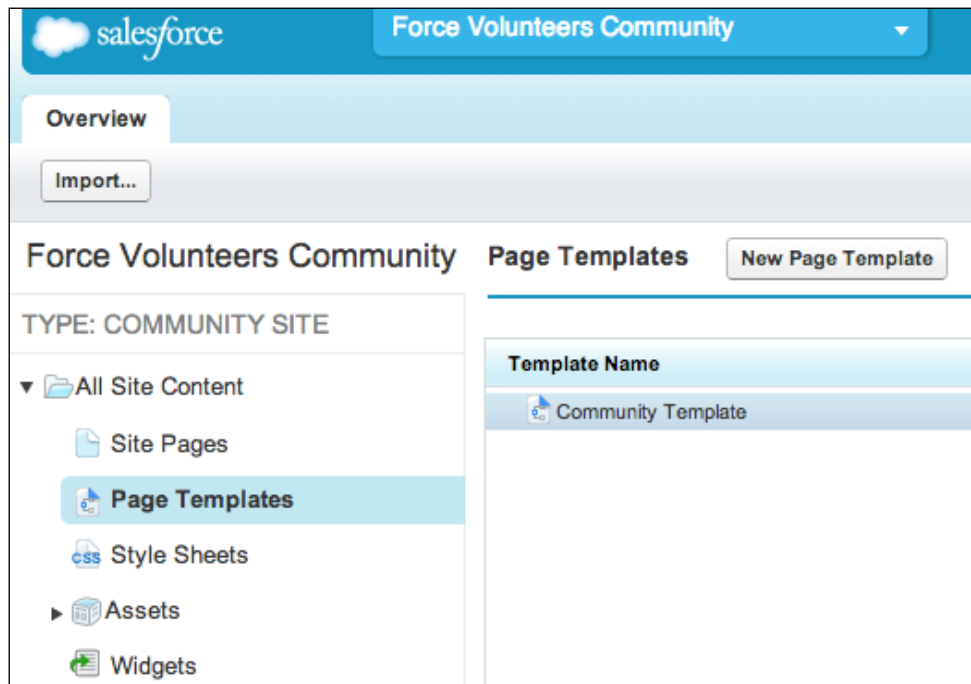 salesforce
Force Volunteers Community
Overview
Import...
Force Volunteers Community
Page Templates
New Page Template
TYPE: COMMUNITY SITE
Template Name
All Site Content
Community Template
Site Pages
Page Templates
css Style Sheets
Assets
Widgets